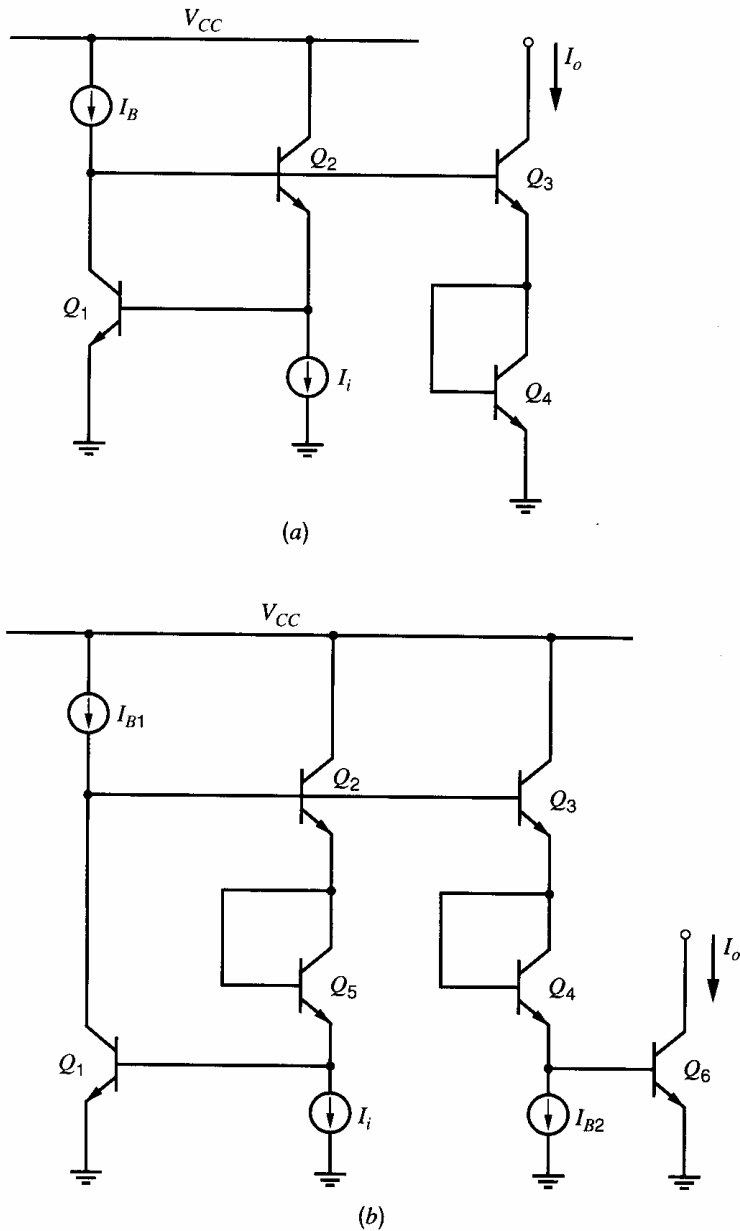 V_CC
I_o
I_B
Q_2
Q_3
Q_1
I_i
Q_4
(a)
V_CC
I_B1
Q_2
Q_3
Q_5
Q_4
I_o
Q_1
Q_6
I_i
I_B2
(b)